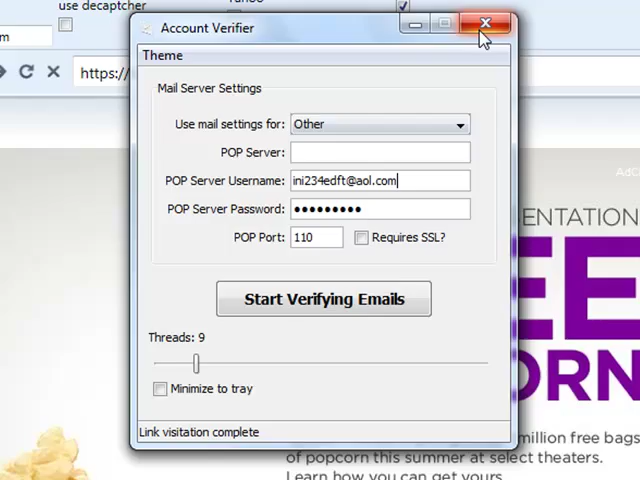 use decaptcher
Account Verifier
Theme
https:/
Mail Server Settings
Use mail settings for: Other
POP Server:
POP Server Username: ini234edft@aol.com
POP Server Password: ●●●●●●●●●
POP Port: 110 Requires SSL?
Start Verifying Emails
Threads: 9
Minimize to tray
Link visitation complete
AdC
ENTATION
EE
ORN
million free bags
of popcorn this summer at select theaters.
Learn how you can get yours